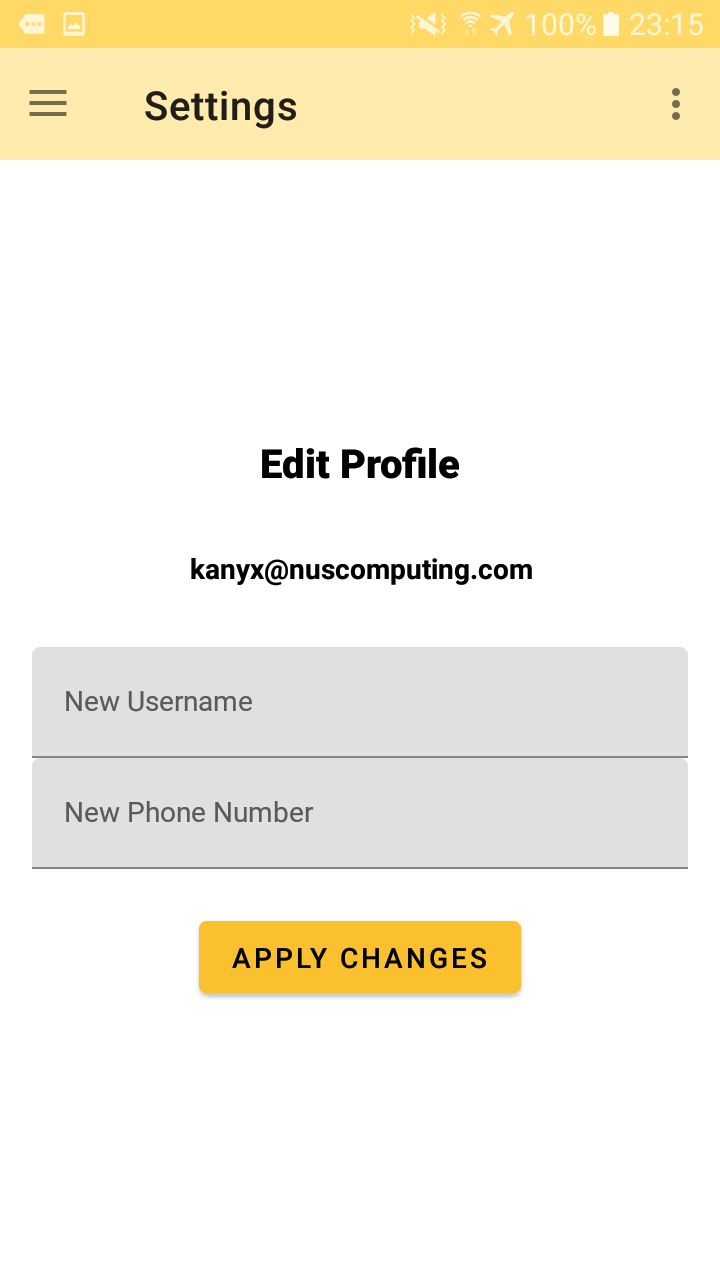 100% 23:15
Settings
Edit Profile
kanyx@nuscomputing.com
New Username
New Phone Number
APPLY CHANGES